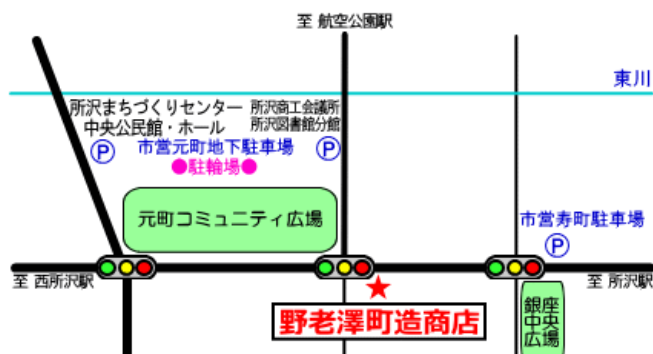 至 航空公園駅
東川
所沢まちづくりセンター
中央公民館・ホール
所沢商工会議所
所沢図書館分館
P
市営元町地下駐車場
P
●駐輪場●
元町コミュニティ広場
市営寿町駐車場
P
至 西所沢駅
至 所沢駅
野老澤町造商店
銀座
中央
広場